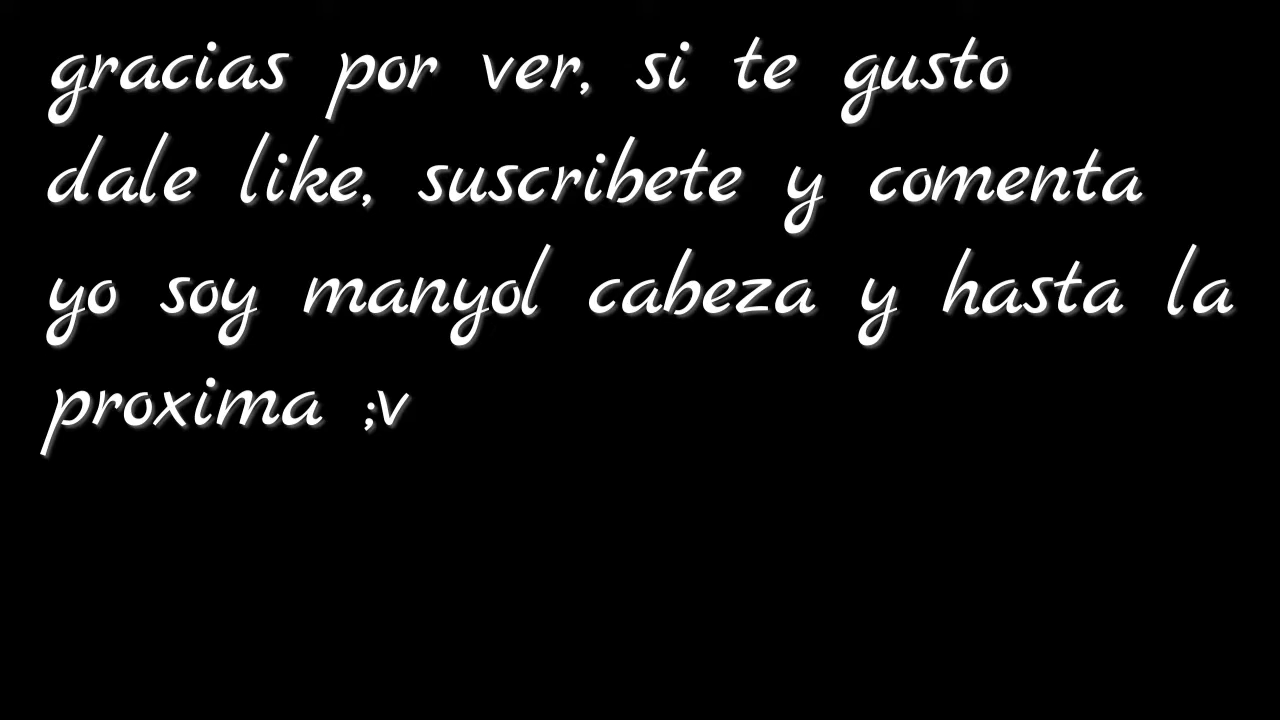 gracias por ver, si te gusto
dale like, suscribete y comenta
yo soy manyol cabeza y hasta la
proxima ;v